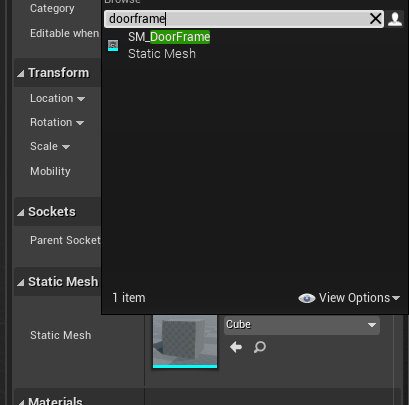 Browse
Category
doorframe
Editable when
SM_DoorFrame
Static Mesh
Transform
Location
Rotation
Scale
Mobility
Sockets
Parent Socket
Static Mesh
1 item
View Options
Static Mesh
Cube
Materials